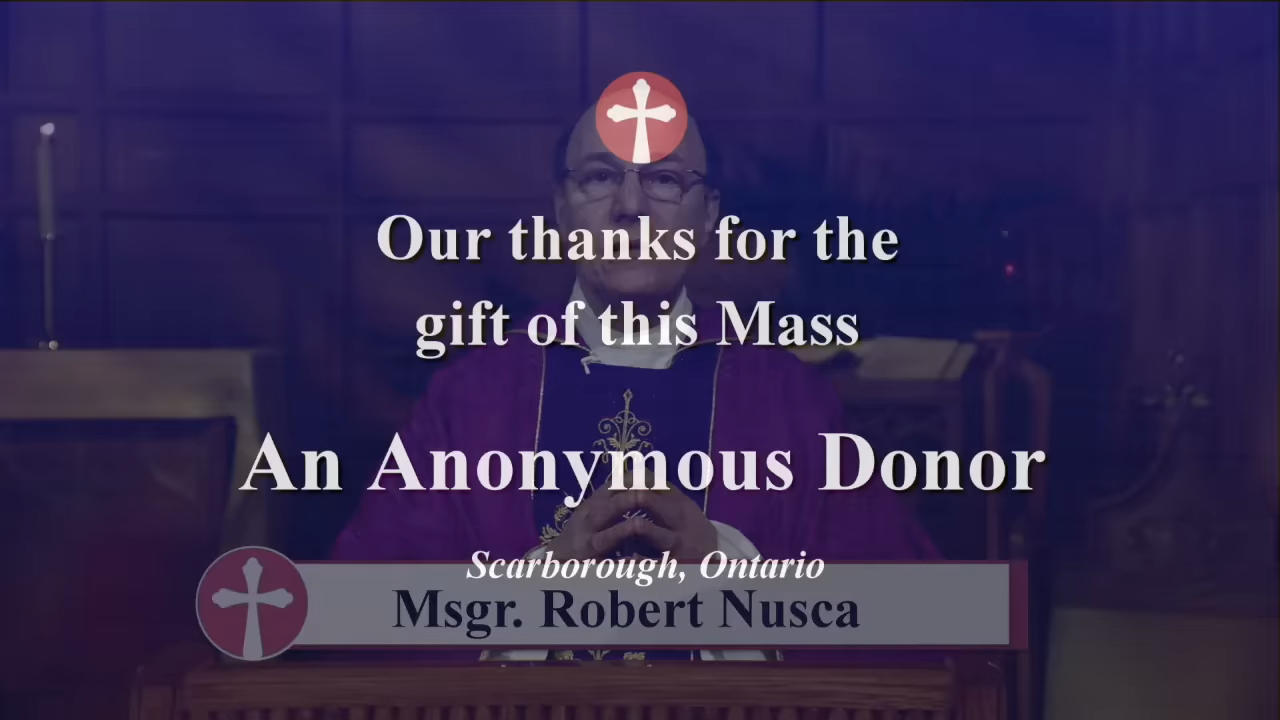 Our thanks for the
gift of this Mass
An Anonymous Donor
Scarborough, Ontario
Msgr. Robert Nusca